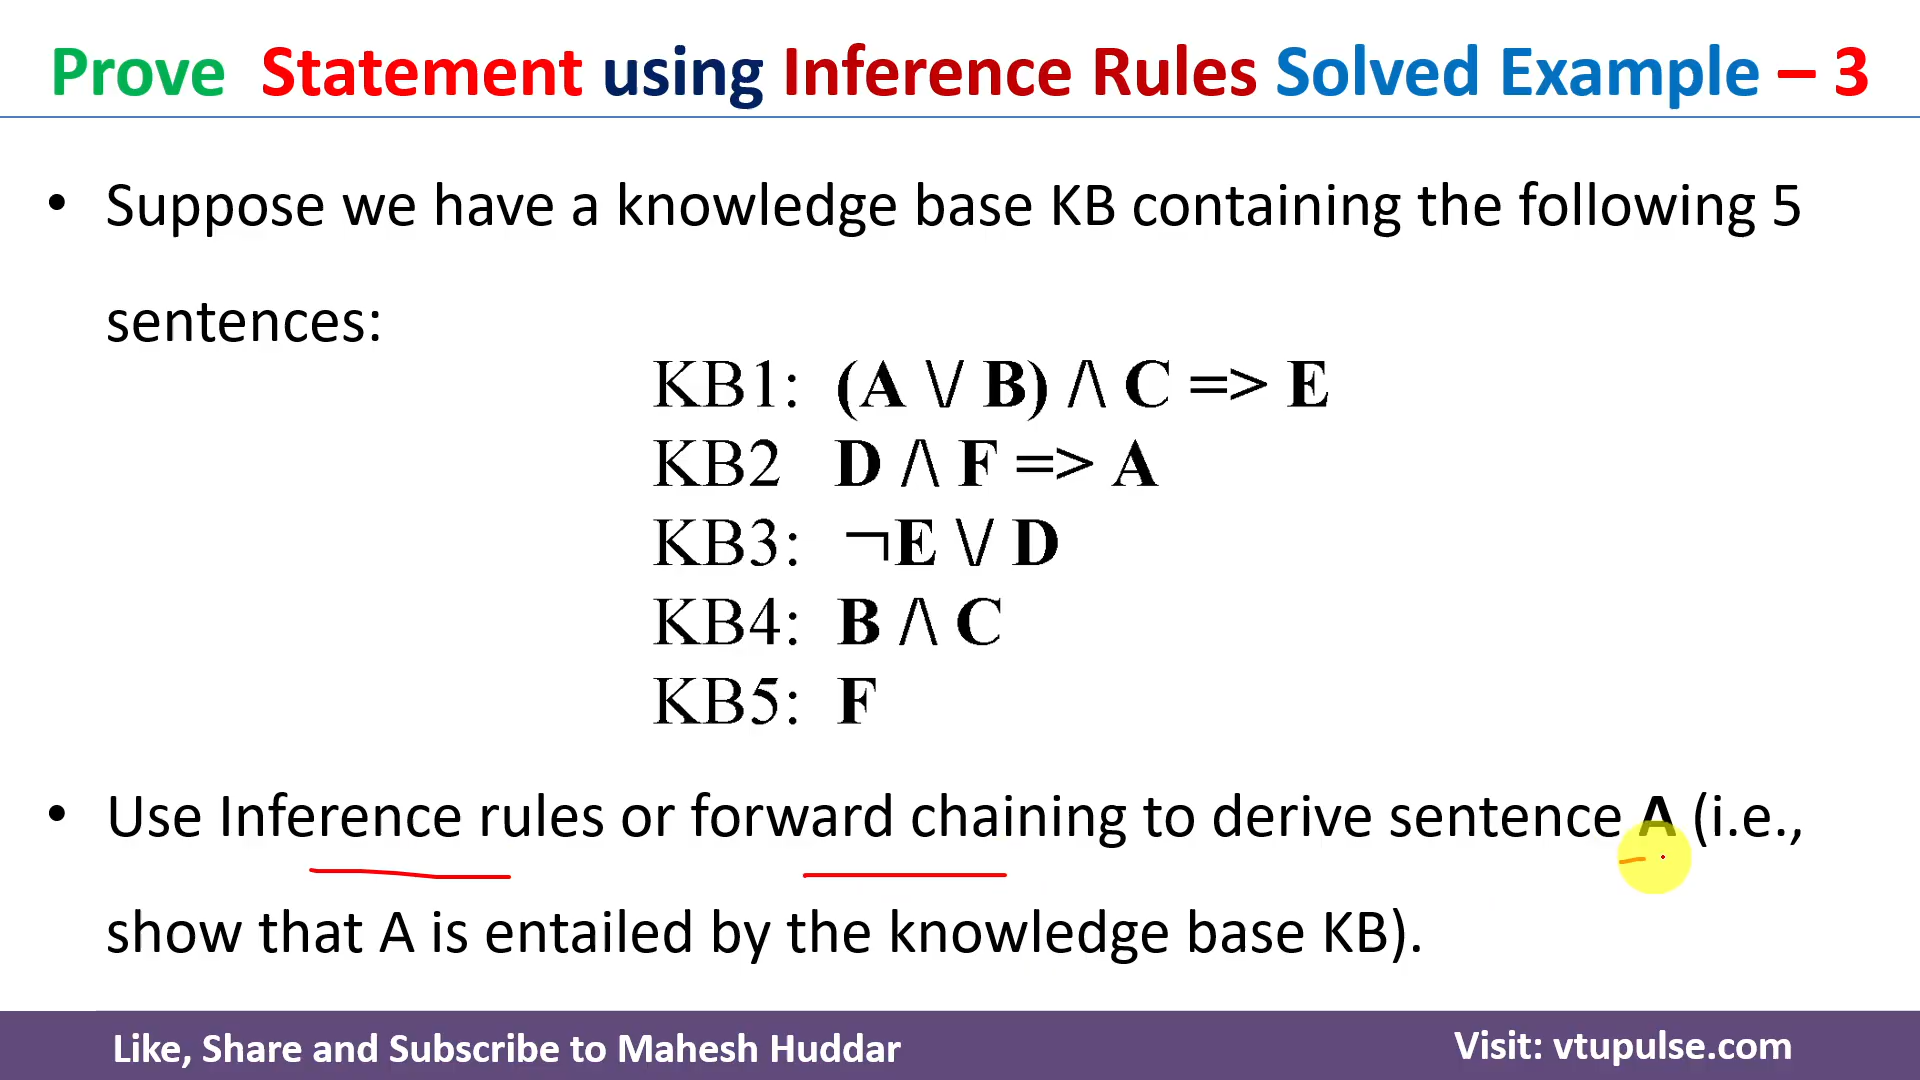 Prove Statement using Inference Rules Solved Example – 3
• Suppose we have a knowledge base KB containing the following 5
sentences:
KB1: (A \/ B) /\ C => E
KB2 D /\ F => A
KB3: ¬E \/ D
KB4: B /\ C
KB5: F
• Use Inference rules or forward chaining to derive sentence A (i.e.,
show that A is entailed by the knowledge base KB).
Like, Share and Subscribe to Mahesh Huddar
Visit: vtupulse.com